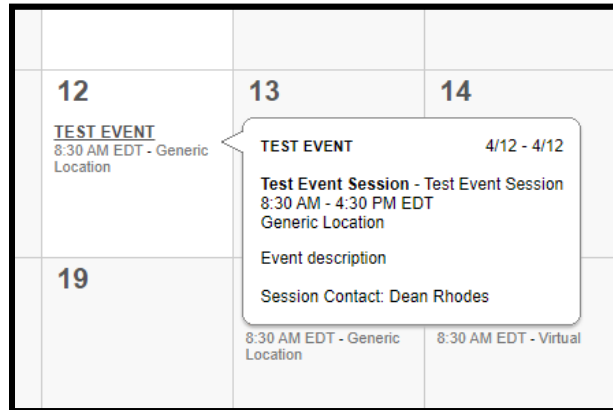 12
13
14
TEST EVENT
8:30 AM EDT - Generic
Location
TEST EVENT 4/12 - 4/12
Test Event Session - Test Event Session
8:30 AM - 4:30 PM EDT
Generic Location
Event description
Session Contact: Dean Rhodes
19
8:30 AM EDT - Generic
Location
8:30 AM EDT - Virtual